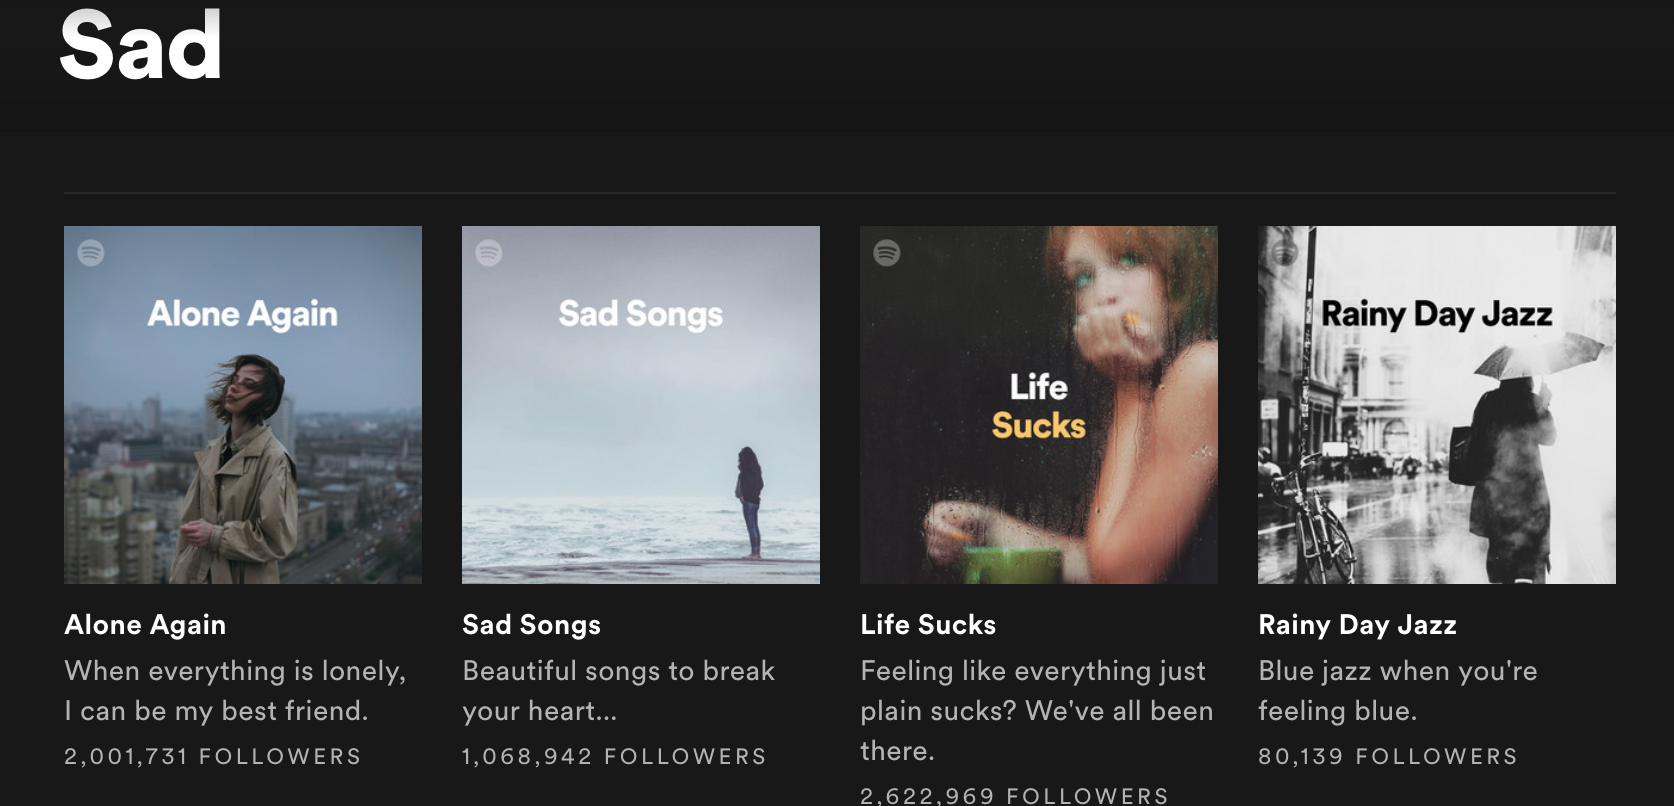 Sad
Alone Again
Sad Songs
Life
Sucks
Rainy Day Jazz
Alone Again
When everything is lonely,
I can be my best friend.
2,001,731 FOLLOWERS
Sad Songs
Beautiful songs to break
your heart...
1,068,942 FOLLOWERS
Life Sucks
Feeling like everything just
plain sucks? We've all been
there.
2,622,969 FOLLOWERS
Rainy Day Jazz
Blue jazz when you're
feeling blue.
80,139 FOLLOWERS